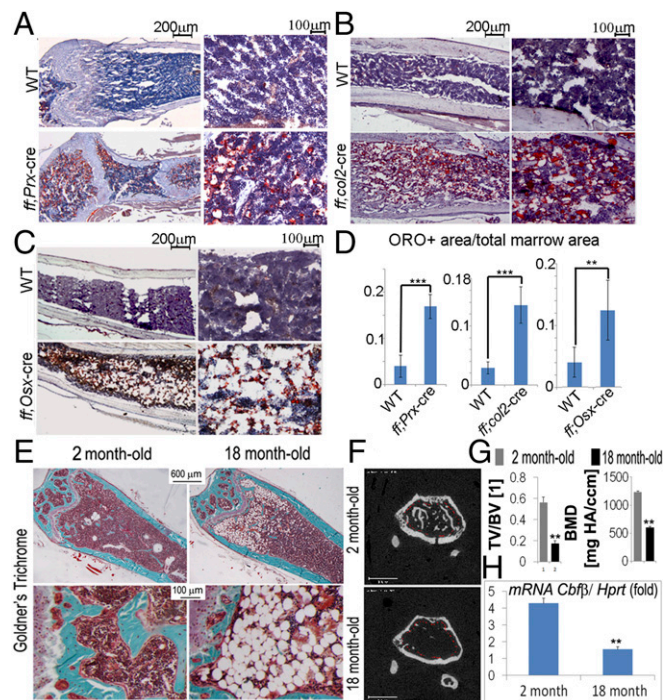 A
200μm
100μm
WT
ff;Prx-cre
B
200μm
100μm
WT
ff;col2-cre
C
200μm
100μm
WT
ff;Osx-cre
D
ORO+ area/total marrow area
***
***
**
0.2
0.1
0
0.18
0.09
0
0.2
0.1
0
WT
ff;Prx-cre
WT
ff;col2-cre
WT
ff;Osx-cre
E
2 month-old
18 month-old
600 μm
100 μm
Goldner's Trichrome
F
2 month-old
18 month-old
G
2 month-old
18 month-old
TV/BV [1]
0.8
0.6
0.4
0.2
0
**
BMD
[mg HA/ccm]
1000
500
0
**
H
mRNA Cbfβ/ Hprt (fold)
5
4
3
2
1
0
**
2 month
18 month